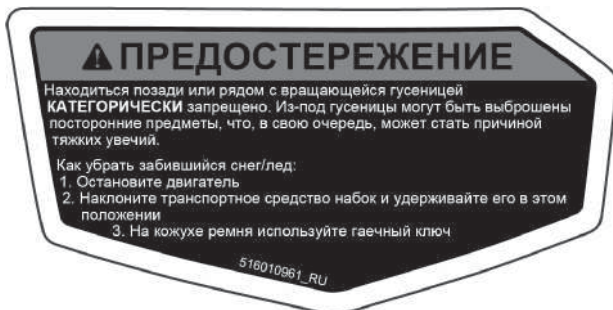 ПРЕДОСТЕРЕЖЕНИЕ
Находиться позади или рядом с вращающейся гусеницей
КАТЕГОРИЧЕСКИ запрещено. Из-под гусеницы могут быть выброшены
посторонние предметы, что, в свою очередь, может стать причиной
тяжких увечий.
Как убрать забившийся снег/лед:
1. Остановите двигатель
2. Наклоните транспортное средство набок и удерживайте его в этом
положении
3. На кожухе ремня используйте гаечный ключ
516010961_RU